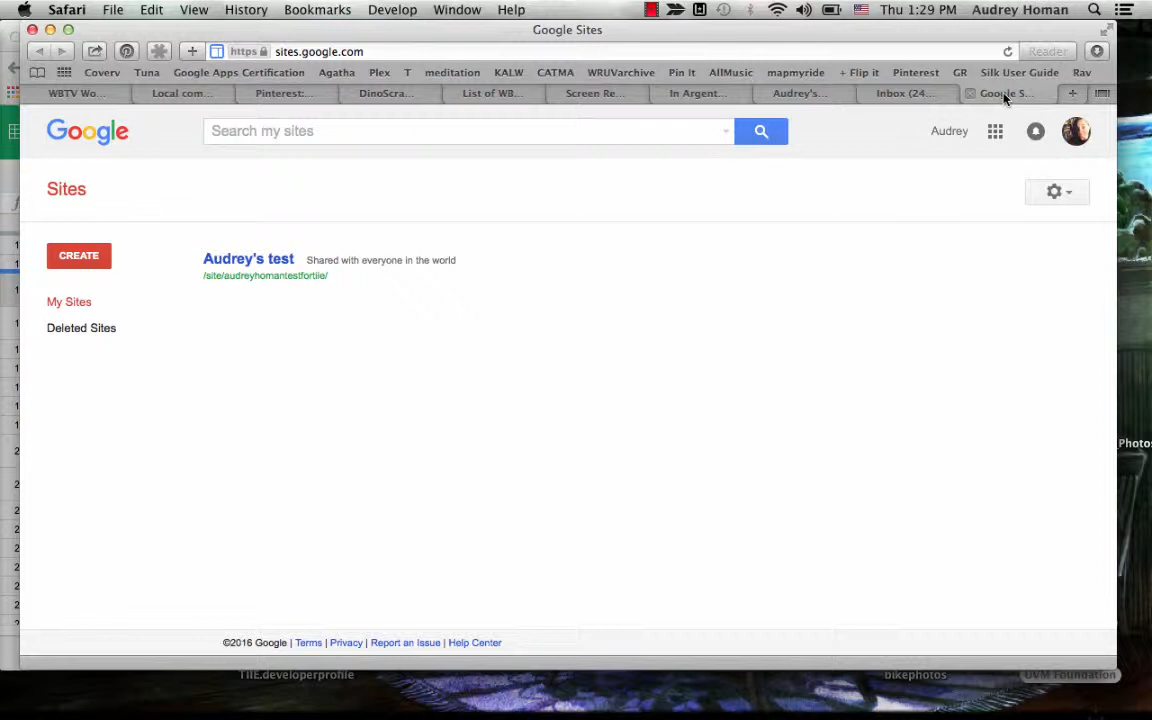 Safari File Edit View History Bookmarks Develop Window Help Thu 1:29 PM Audrey Homan
Google Sites
https sites.google.com Reader
Coverv Tuna Google Apps Certification Agatha Plex T meditation KALW CATMA WRUVarchive Pin It AllMusic mapmyride + Flip it Pinterest GR Silk User Guide Rav
WBTV Wo... Local com... Pinterest:... DinoScra... List of WB... Screen Re... In Argent... Audrey's... Inbox (24... Google S...
Google Search my sites Audrey
Sites
CREATE
Audrey's test Shared with everyone in the world
/site/audreyhomantestfortiie/
My Sites
Deleted Sites
Photos
©2016 Google | Terms | Privacy | Report an Issue | Help Center
TIIE.developerprofile bikephotos UVM Foundation